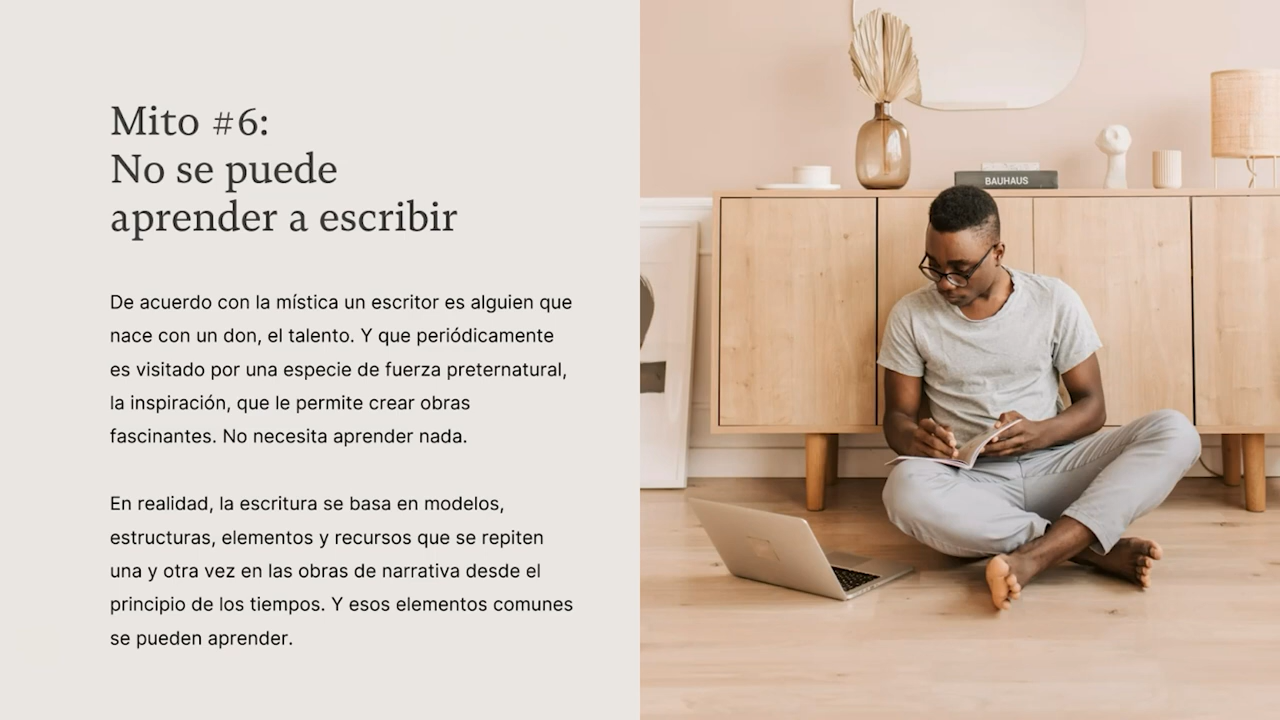 Mito #6:
No se puede
aprender a escribir
De acuerdo con la mística un escritor es alguien que
nace con un don, el talento. Y que periódicamente
es visitado por una especie de fuerza preternatural,
la inspiración, que le permite crear obras
fascinantes. No necesita aprender nada.
En realidad, la escritura se basa en modelos,
estructuras, elementos y recursos que se repiten
una y otra vez en las obras de narrativa desde el
principio de los tiempos. Y esos elementos comunes
se pueden aprender.
BAUHAUS